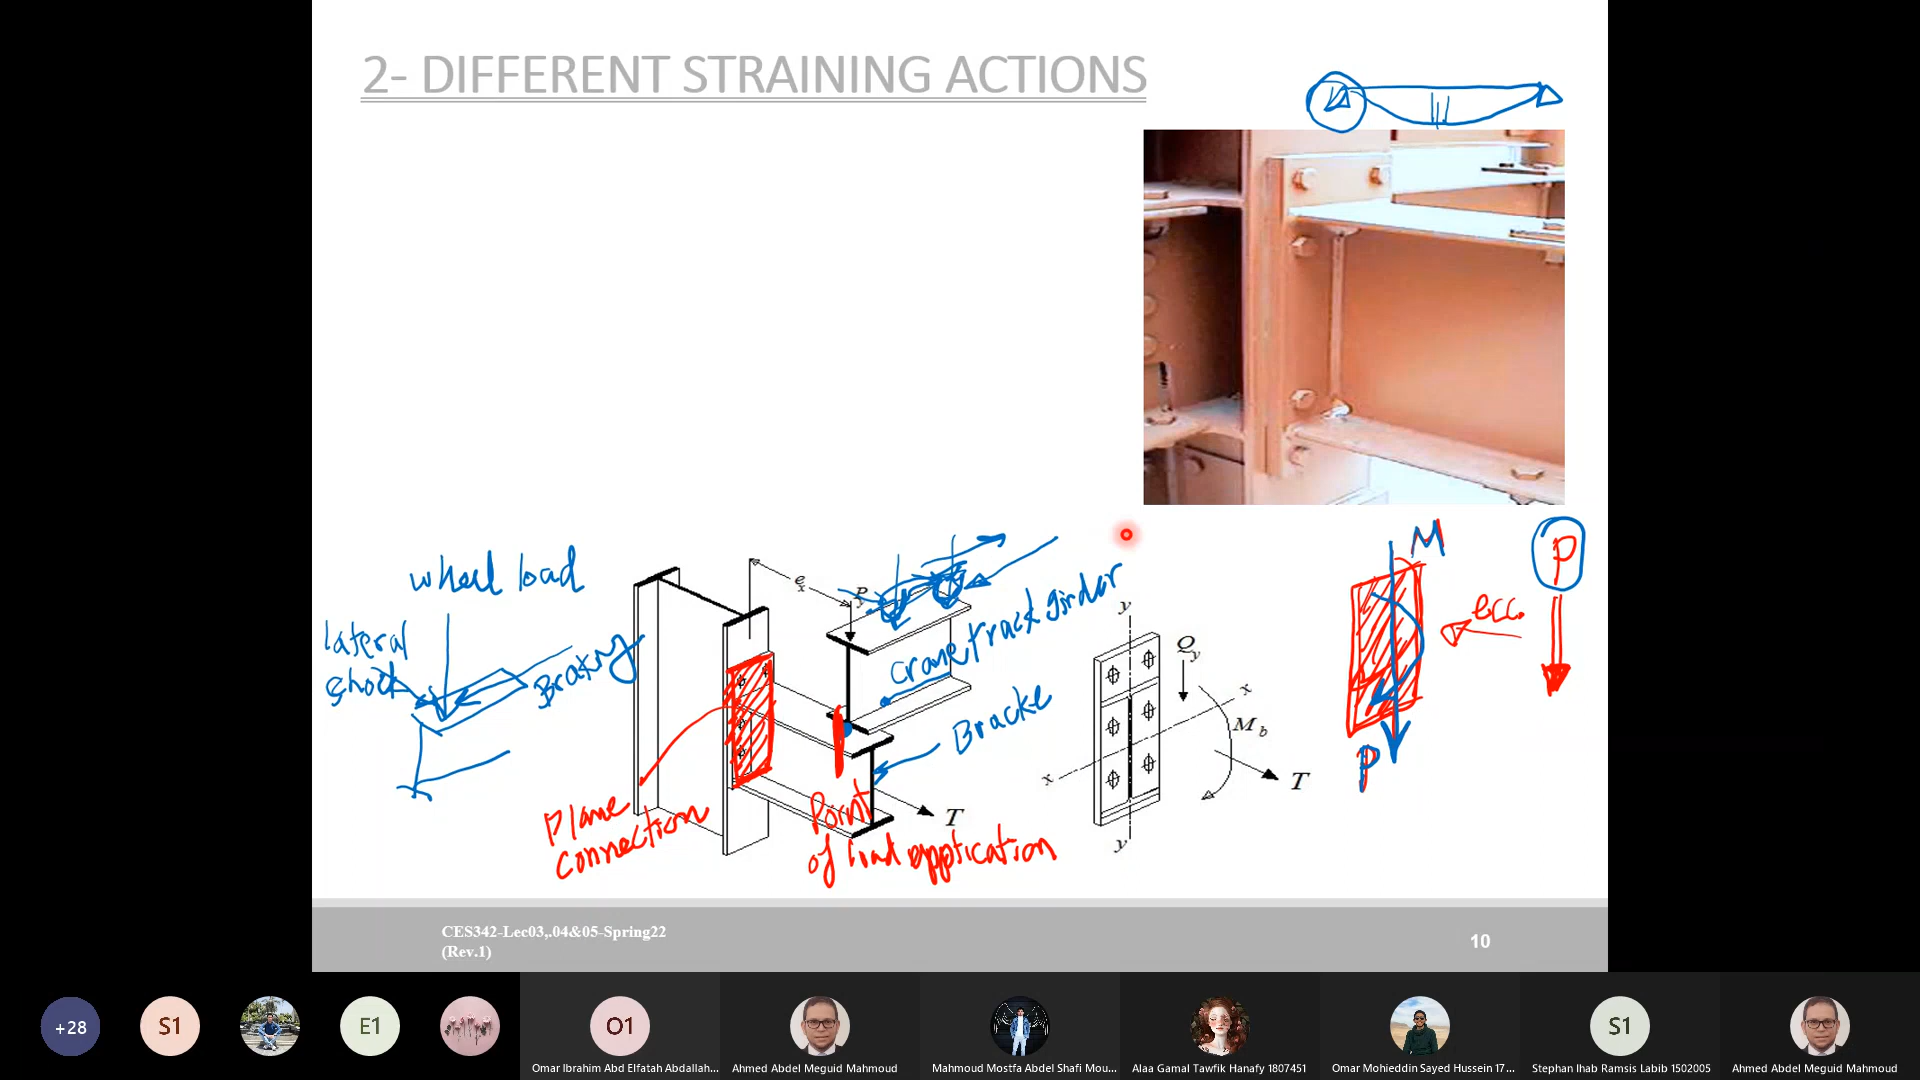 2- DIFFERENT STRAINING ACTIONS
wheel load
lateral
shock
Braking
e
x
P
y
crane track girder
Bracke
T
Plane
connection
Point
of load application
y
Q
y
x
M
b
T
x
y
M
ecc.
P
P
CES342-Lec03,.04&05-Spring22
(Rev.1)
10
+28
S1
E1
O1
S1
Omar Ibrahim Abd Elfatah Abdallah...
Ahmed Abdel Meguid Mahmoud
Mahmoud Mostfa Abdel Shafi Mou...
Alaa Gamal Tawfik Hanafy 1807451
Omar Mohieddin Sayed Hussein 17...
Stephan Ihab Ramsis Labib 1502005
Ahmed Abdel Meguid Mahmoud